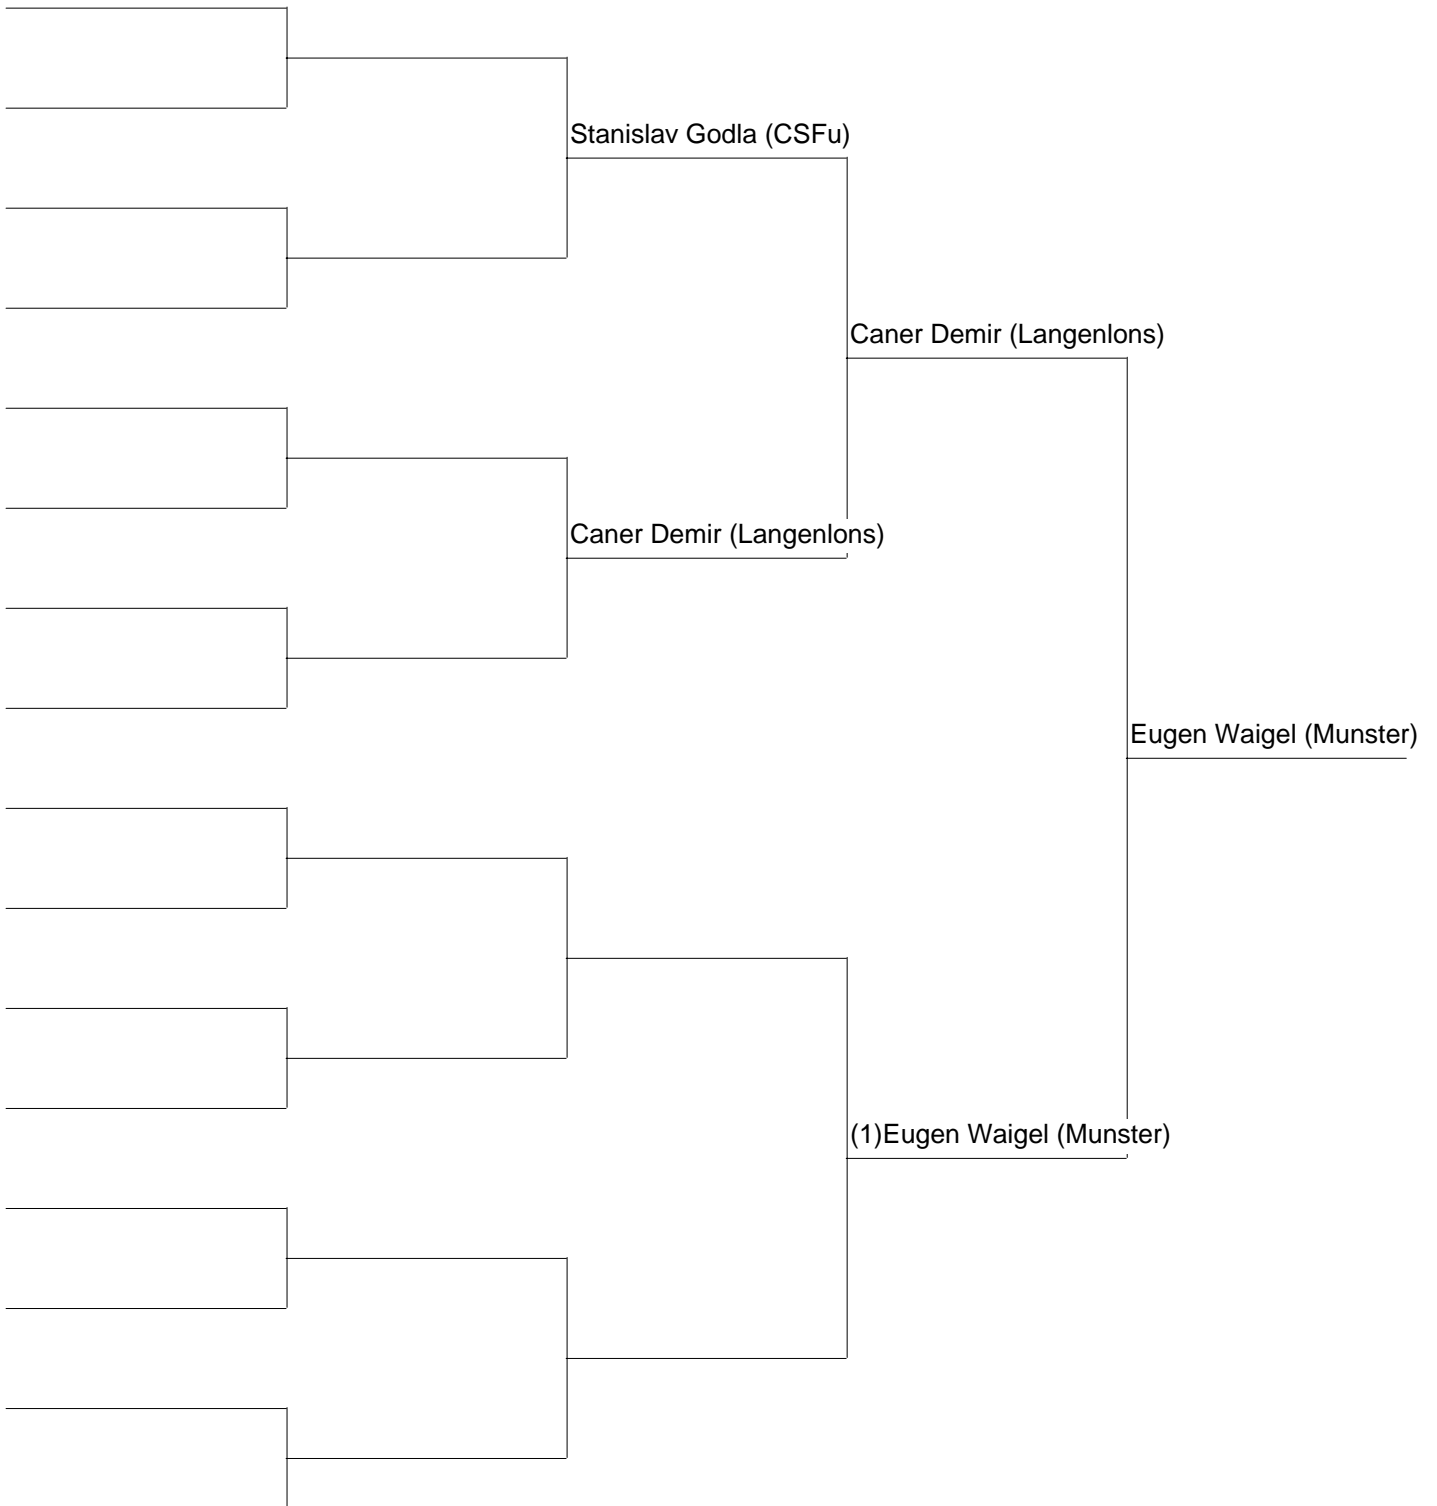 Stanislav Godla (CSFu)
Caner Demir (Langenlons)
Caner Demir (Langenlons)
Eugen Waigel (Munster)
(1)Eugen Waigel (Munster)